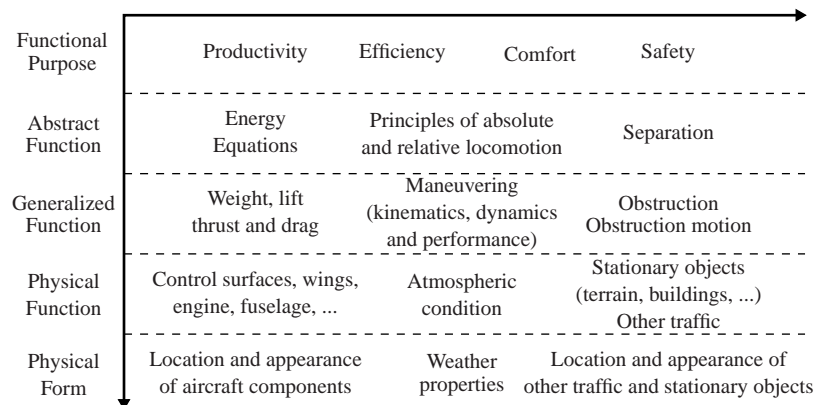 Functional
Purpose
Productivity
Efficiency
Comfort
Safety
Abstract
Function
Energy
Equations
Principles of absolute
and relative locomotion
Separation
Generalized
Function
Weight, lift
thrust and drag
Maneuvering
(kinematics, dynamics
and performance)
Obstruction
Obstruction motion
Physical
Function
Control surfaces, wings,
engine, fuselage, ...
Atmospheric
condition
Stationary objects
(terrain, buildings, ...)
Other traffic
Physical
Form
Location and appearance
of aircraft components
Weather
properties
Location and appearance of
other traffic and stationary objects